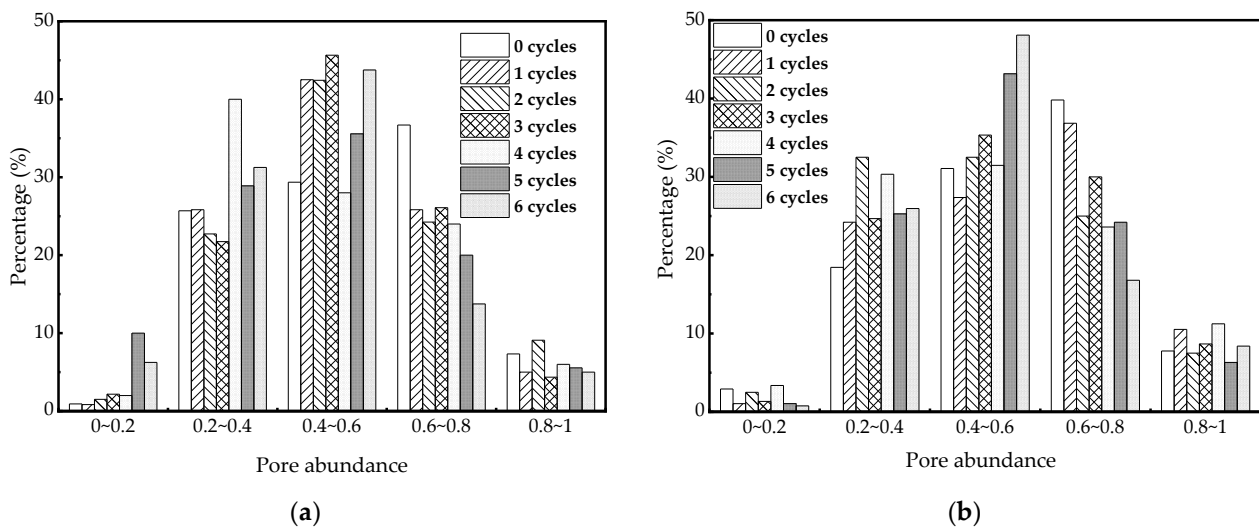 50
40
30
20
10
0
Percentage (%)
0 cycles
1 cycles
2 cycles
3 cycles
4 cycles
5 cycles
6 cycles
0~0.2 0.2~0.4 0.4~0.6 0.6~0.8 0.8~1
Pore abundance
(a)
50
40
30
20
10
0
Percentage (%)
0 cycles
1 cycles
2 cycles
3 cycles
4 cycles
5 cycles
6 cycles
0~0.2 0.2~0.4 0.4~0.6 0.6~0.8 0.8~1
Pore abundance
(b)